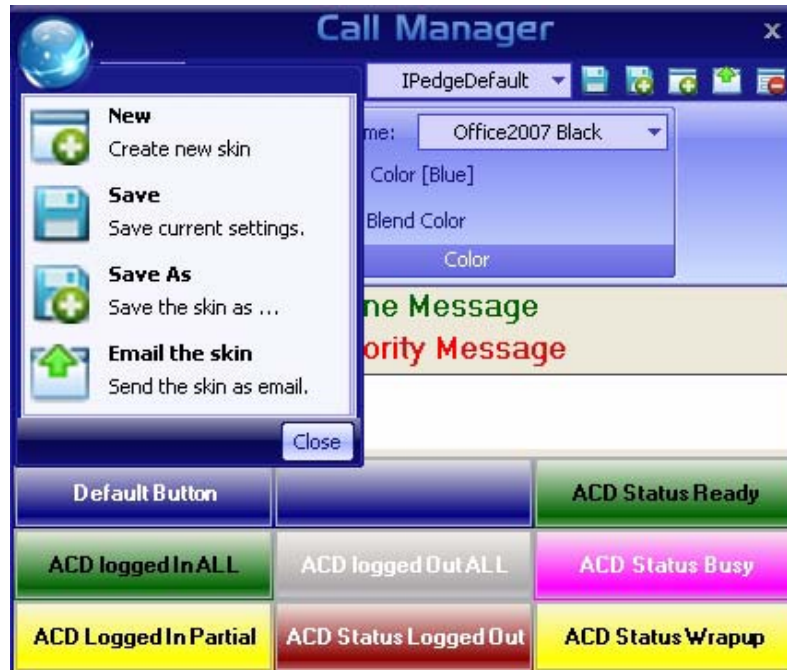 Call Manager
x
IPedgeDefault
New
Create new skin
Save
Save current settings.
Save As
Save the skin as ...
Email the skin
Send the skin as email.
Close
me:
Office2007 Black
Color [Blue]
Blend Color
Color
ne Message
ority Message
Default Button
ACD Status Ready
ACD logged In ALL
ACD logged Out ALL
ACD Status Busy
ACD Logged In Partial
ACD Status Logged Out
ACD Status Wrapup